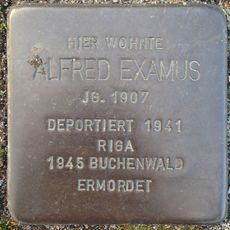 HIER WOHNTE
ALFRED EXAMUS
JG. 1907
DEPORTIERT 1941
RIGA
1945 BUCHENWALD
ERMORDET